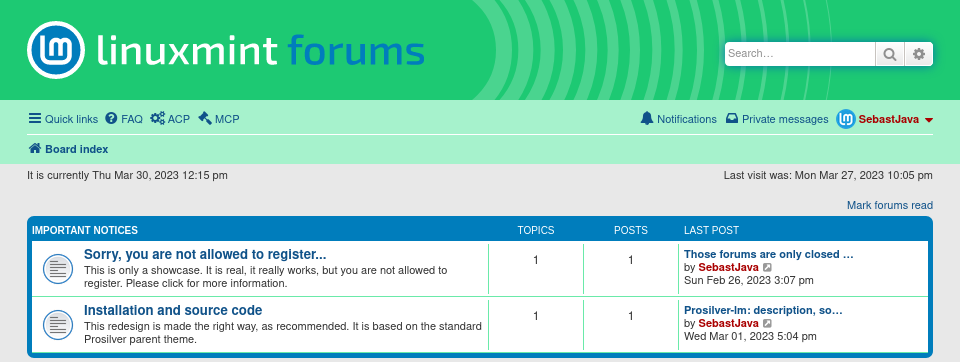 linuxmint forums
Search…
Quick links FAQ ACP MCP Notifications Private messages SebastJava
Board index
It is currently Thu Mar 30, 2023 12:15 pm Last visit was: Mon Mar 27, 2023 10:05 pm
Mark forums read
IMPORTANT NOTICES TOPICS POSTS LAST POST
Sorry, you are not allowed to register...
This is only a showcase. It is real, it really works, but you are not allowed to
register. Please click for more information.
1
1
Those forums are only closed …
by SebastJava
Sun Feb 26, 2023 3:07 pm
Installation and source code
This redesign is made the right way, as recommended. It is based on the standard
Prosilver parent theme.
1
1
Prosilver-lm: description, so…
by SebastJava
Wed Mar 01, 2023 5:04 pm